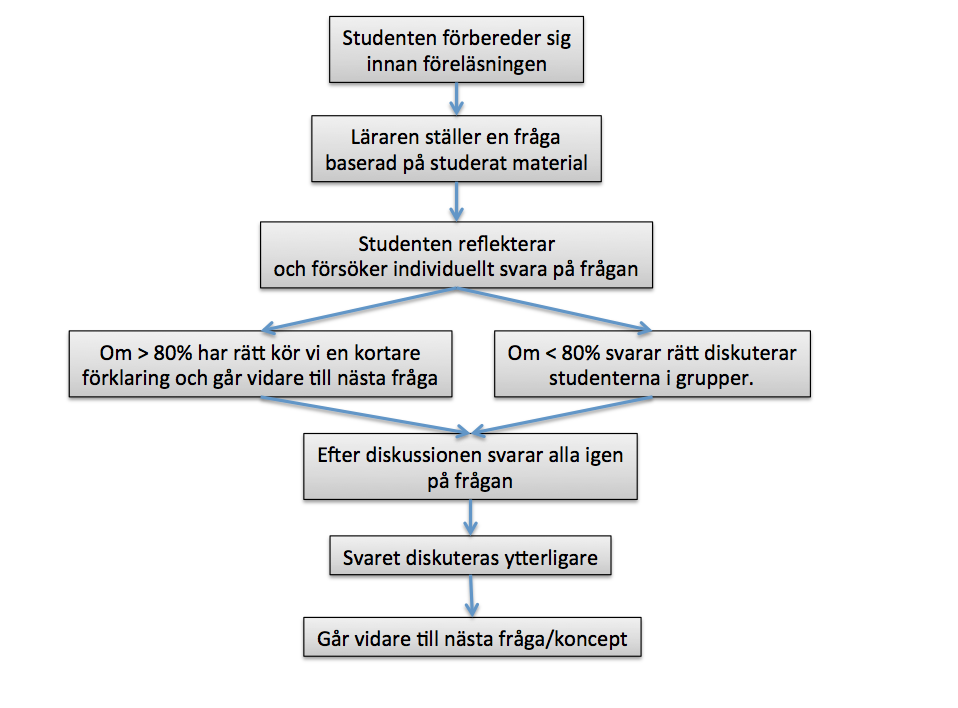 Studenten förbereder sig
innan föreläsningen
Läraren ställer en fråga
baserad på studerat material
Studenten reflekterar
och försöker individuellt svara på frågan
Om > 80% har rätt kör vi en kortare
förklaring och går vidare till nästa fråga
Om < 80% svarar rätt diskuterar
studenterna i grupper.
Efter diskussionen svarar alla igen
på frågan
Svaret diskuteras ytterligare
Går vidare till nästa fråga/koncept